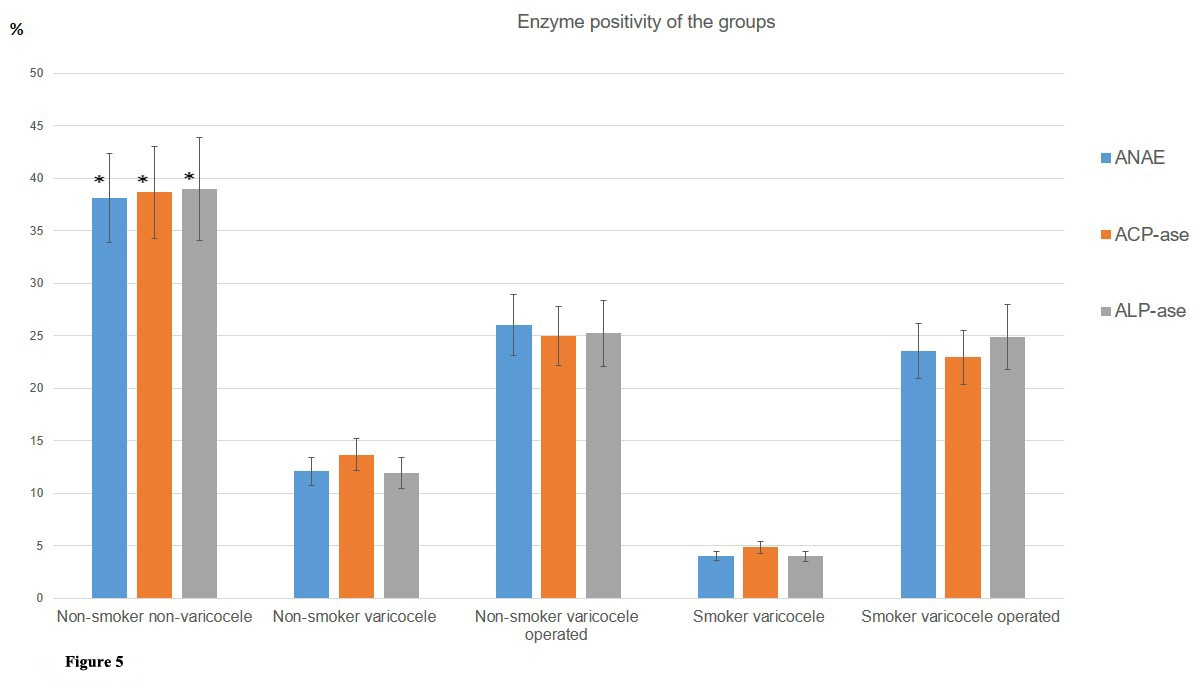 Enzyme positivity of the groups
%
50
45
40
35
30
25
20
15
10
5
0
* * *
ANAE
ACP-ase
ALP-ase
Non-smoker non-varicocele
Non-smoker varicocele
Non-smoker varicocele
operated
Smoker varicocele
Smoker varicocele operated
Figure 5